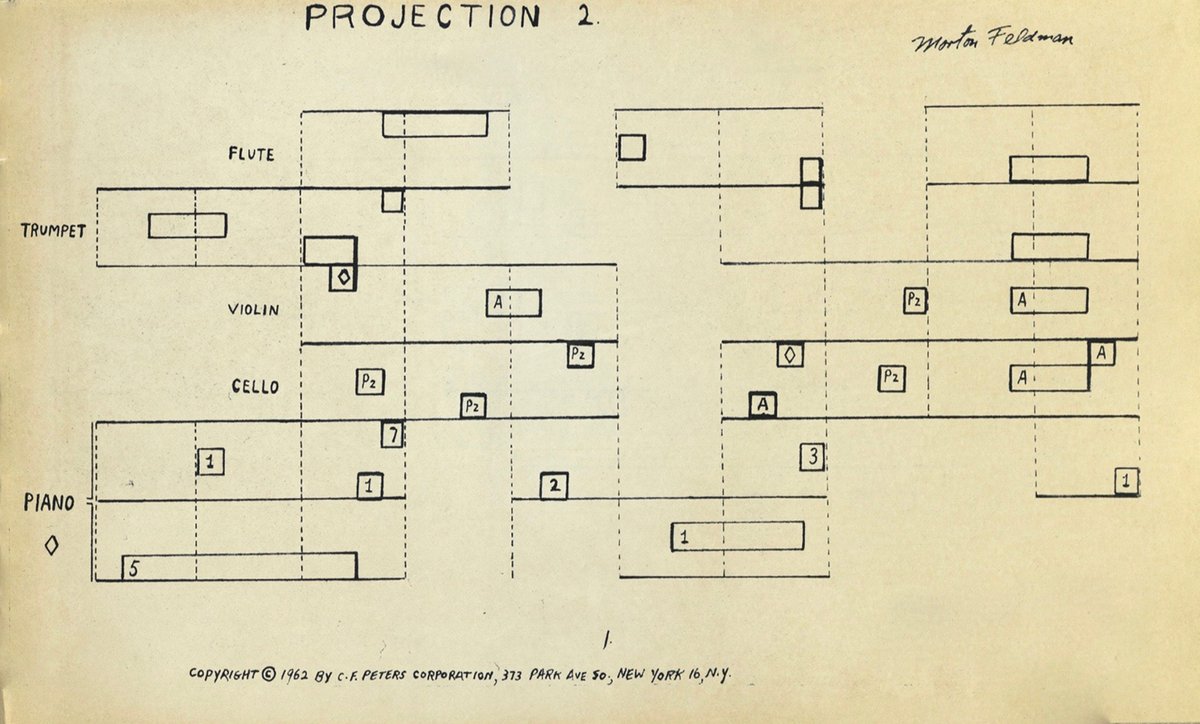 PROJECTION 2.
Morton Feldman
FLUTE
TRUMPET
◊
VIOLIN
A
P2
A
P2
◊
A
CELLO
P2
P2
P2
A
A
7
3
1
1
2
1
PIANO
◊
1
5
1.
COPYRIGHT © 1962 BY C.F. PETERS CORPORATION, 373 PARK AVE SO., NEW YORK 16, N.Y.